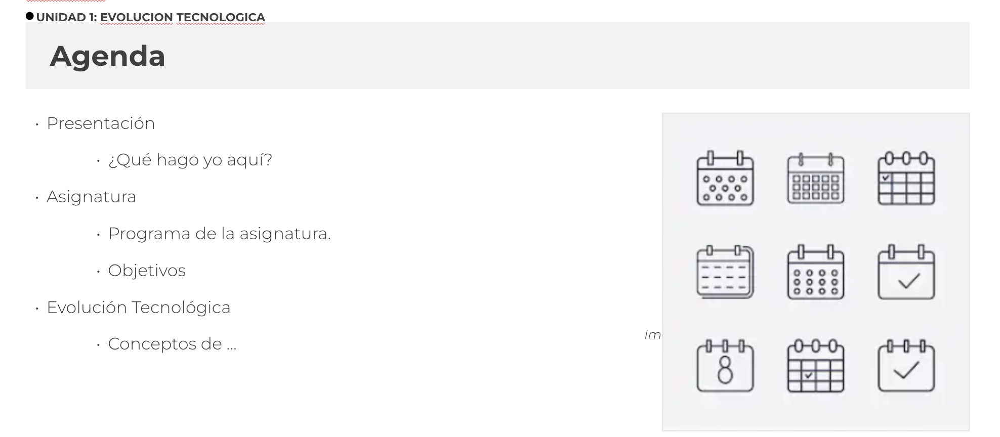 UNIDAD 1: EVOLUCION TECNOLOGICA
Agenda
• Presentación
• ¿Qué hago yo aquí?
• Asignatura
• Programa de la asignatura.
• Objetivos
• Evolución Tecnológica
• Conceptos de ...
Im
8